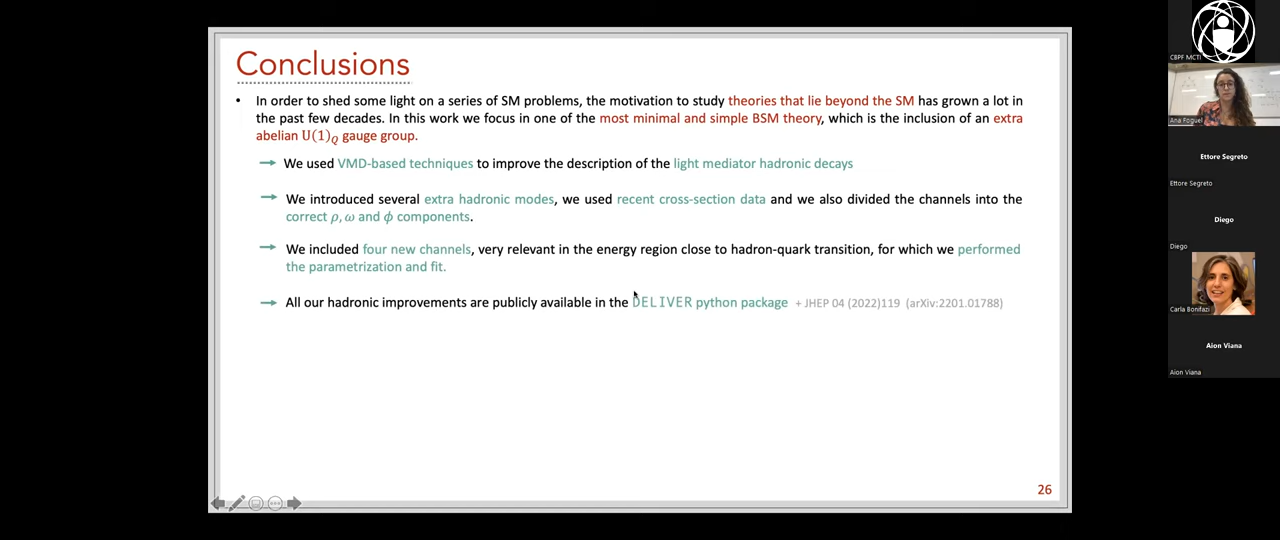 Conclusions
• In order to shed some light on a series of SM problems, the motivation to study theories that lie beyond the SM has grown a lot in
the past few decades. In this work we focus in one of the most minimal and simple BSM theory, which is the inclusion of an extra
abelian U(1)_Q gauge group.
We used VMD-based techniques to improve the description of the light mediator hadronic decays
We introduced several extra hadronic modes, we used recent cross-section data and we also divided the channels into the
correct ρ, ω and ϕ components.
We included four new channels, very relevant in the energy region close to hadron-quark transition, for which we performed
the parametrization and fit.
All our hadronic improvements are publicly available in the DELIVER python package + JHEP 04 (2022)119 (arXiv:2201.01788)
26
CBPF MCTI
Ana Foguel
Ettore Segreto
Ettore Segreto
Diego
Diego
Carla Bonifazi
Aion Viana
Aion Viana